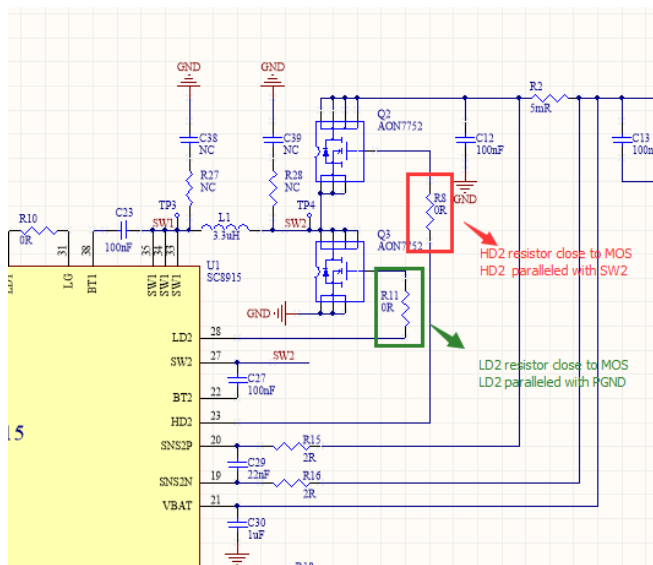 GND
GND
R2
5mR
Q2
AON7752
C38
NC
C39
NC
C12
100nF
C13
100n
R27
NC
R28
NC
GND
R8
0R
TP3
TP4
R10
0R
C23
100nF
SW1
L1
3.3uH
SW2
Q3
AON7752
HD2 resistor close to MOS
HD2 paralleled with SW2
31
38
35
34
33
U1
SC8915
LD1
LG
BT1
SW1
SW1
SW1
R11
0R
GND
LD2
28
SW2
27
SW2
LD2 resistor close to MOS
LD2 paralleled with PGND
C27
100nF
BT2
22
HD2
23
15
SNS2P
20
R15
2R
C29
22nF
SNS2N
19
R16
2R
VBAT
21
C30
1uF